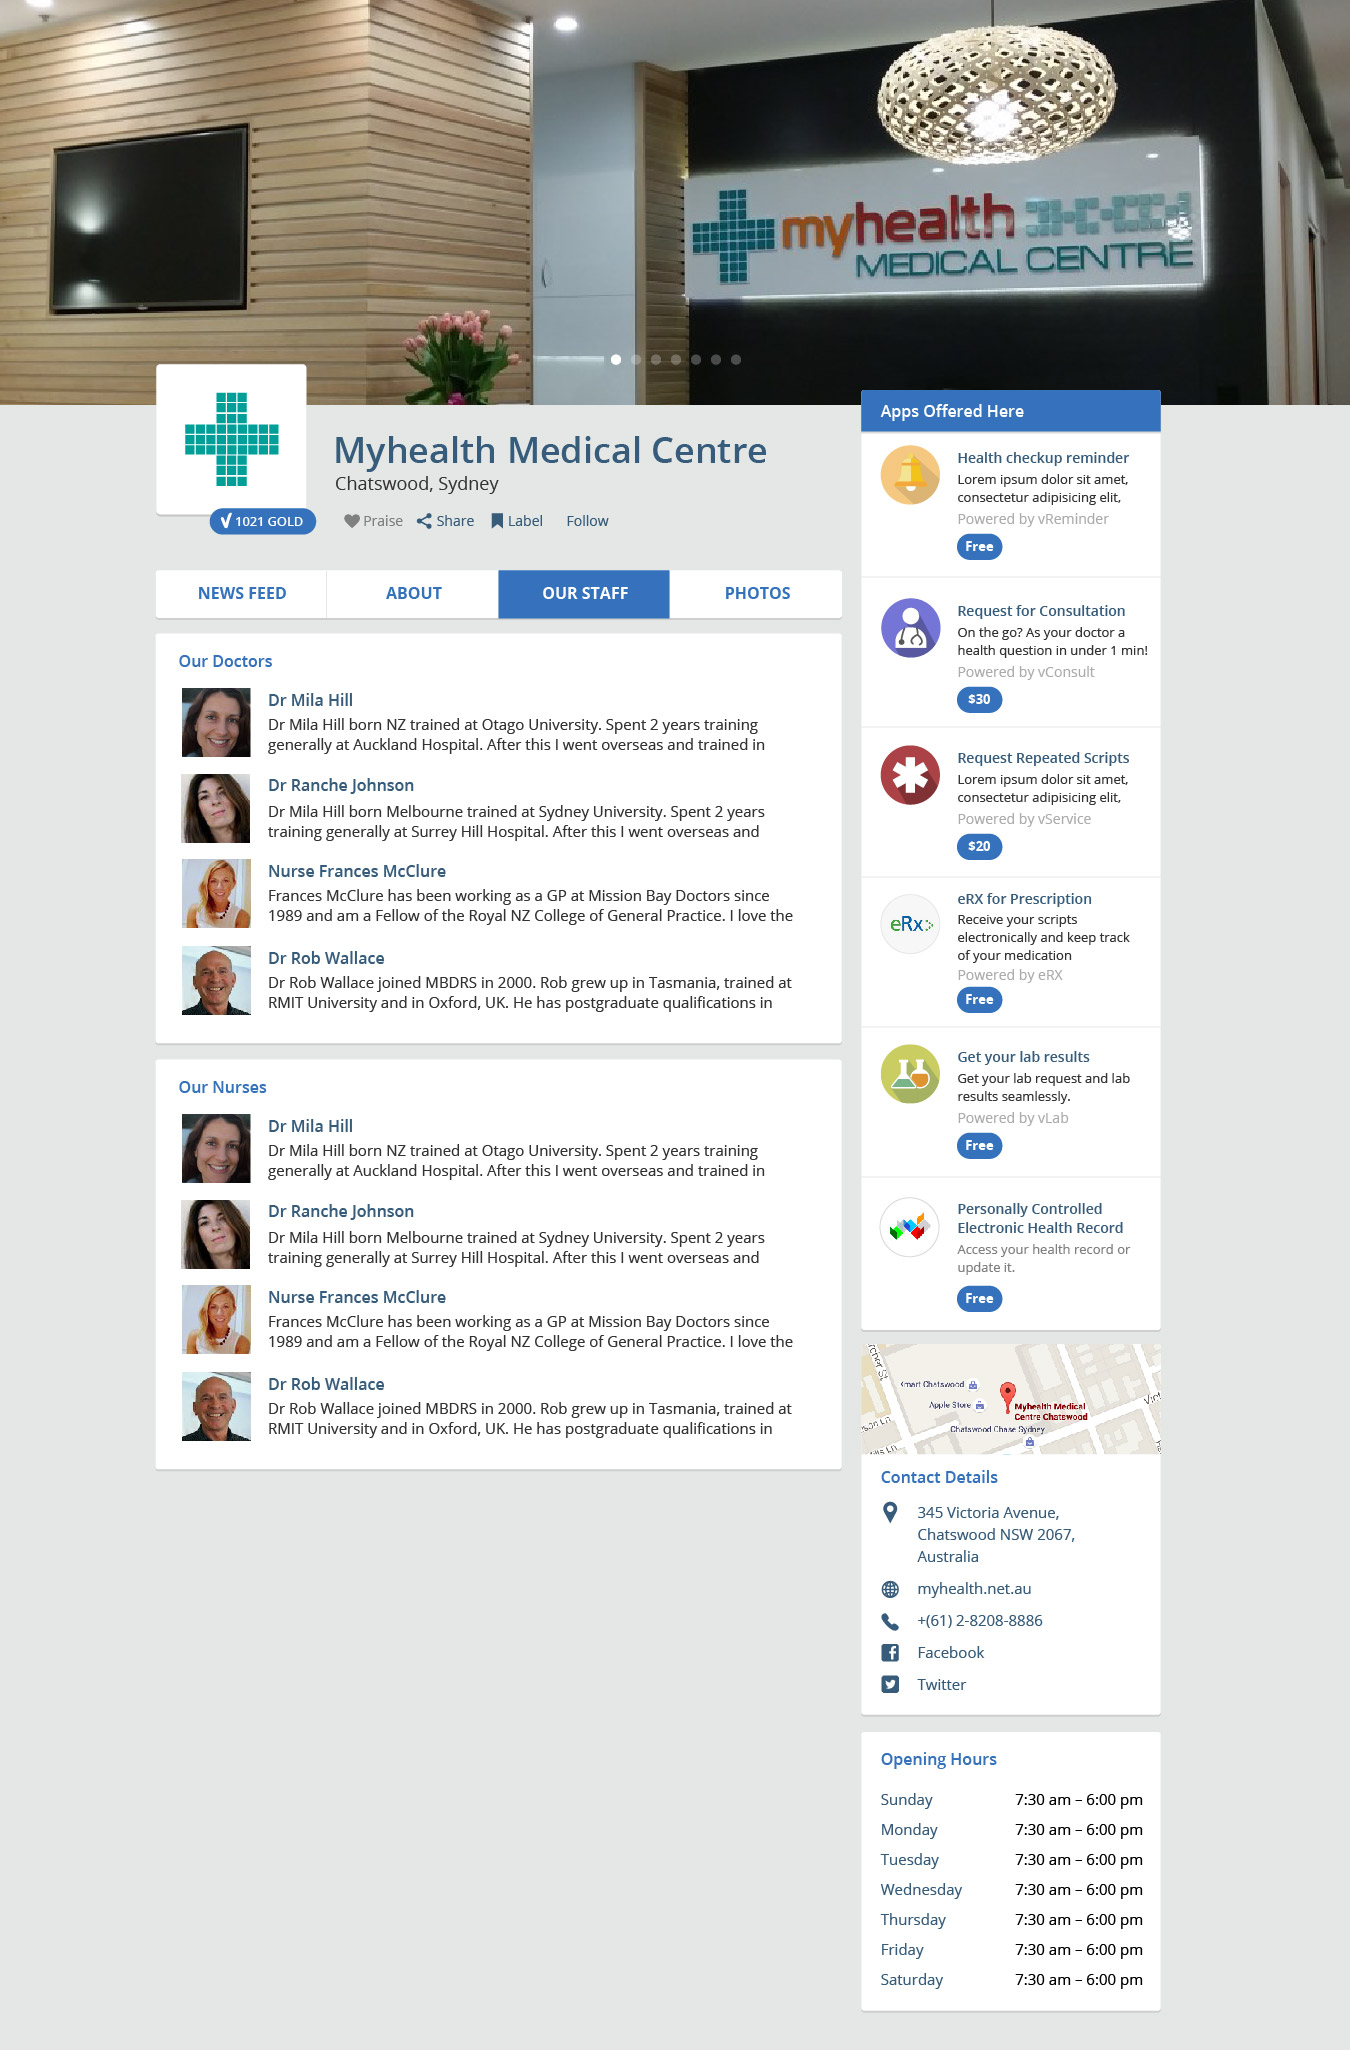 myhealth
MEDICAL CENTRE
Myhealth Medical Centre
Chatswood, Sydney
1021 GOLD
Praise
Share
Label
Follow
NEWS FEED
ABOUT
OUR STAFF
PHOTOS
Our Doctors
Dr Mila Hill
Dr Mila Hill born NZ trained at Otago University. Spent 2 years training
generally at Auckland Hospital. After this I went overseas and trained in
Dr Ranche Johnson
Dr Mila Hill born Melbourne trained at Sydney University. Spent 2 years
training generally at Surrey Hill Hospital. After this I went overseas and
Nurse Frances McClure
Frances McClure has been working as a GP at Mission Bay Doctors since
1989 and am a Fellow of the Royal NZ College of General Practice. I love the
Dr Rob Wallace
Dr Rob Wallace joined MBDRS in 2000. Rob grew up in Tasmania, trained at
RMIT University and in Oxford, UK. He has postgraduate qualifications in
Our Nurses
Dr Mila Hill
Dr Mila Hill born NZ trained at Otago University. Spent 2 years training
generally at Auckland Hospital. After this I went overseas and trained in
Dr Ranche Johnson
Dr Mila Hill born Melbourne trained at Sydney University. Spent 2 years
training generally at Surrey Hill Hospital. After this I went overseas and
Nurse Frances McClure
Frances McClure has been working as a GP at Mission Bay Doctors since
1989 and am a Fellow of the Royal NZ College of General Practice. I love the
Dr Rob Wallace
Dr Rob Wallace joined MBDRS in 2000. Rob grew up in Tasmania, trained at
RMIT University and in Oxford, UK. He has postgraduate qualifications in
Apps Offered Here
Health checkup reminder
Lorem ipsum dolor sit amet,
consectetur adipisicing elit,
Powered by vReminder
Free
Request for Consultation
On the go? As your doctor a
health question in under 1 min!
Powered by vConsult
$30
Request Repeated Scripts
Lorem ipsum dolor sit amet,
consectetur adipisicing elit,
Powered by vService
$20
eRx
eRX for Prescription
Receive your scripts
electronically and keep track
of your medication
Powered by eRX
Free
Get your lab results
Get your lab request and lab
results seamlessly.
Powered by vLab
Free
Personally Controlled
Electronic Health Record
Access your health record or
update it.
Free
rcher St
Kmart Chatswood
Apple Store
Myhealth Medical
Centre Chatswood
Chatswood Chase Sydney
son Ln
lls Ln
Vict
Contact Details
345 Victoria Avenue,
Chatswood NSW 2067,
Australia
myhealth.net.au
+(61) 2-8208-8886
Facebook
Twitter
Opening Hours
Sunday 7:30 am – 6:00 pm
Monday 7:30 am – 6:00 pm
Tuesday 7:30 am – 6:00 pm
Wednesday 7:30 am – 6:00 pm
Thursday 7:30 am – 6:00 pm
Friday 7:30 am – 6:00 pm
Saturday 7:30 am – 6:00 pm